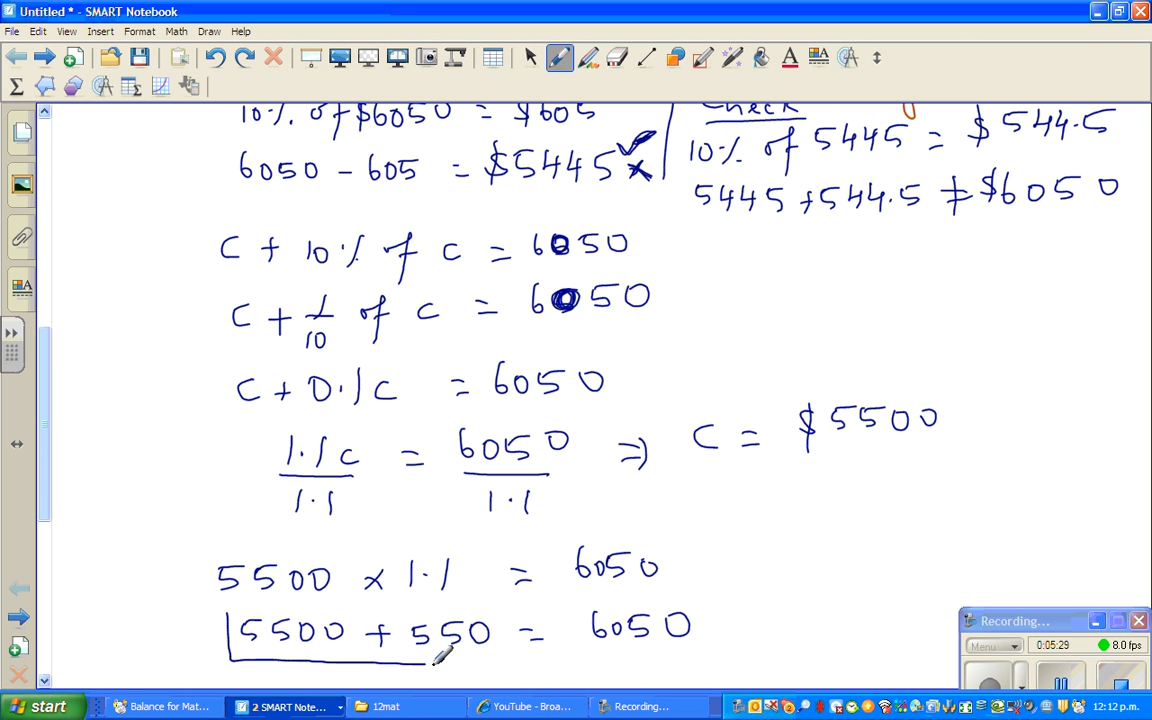 Untitled * - SMART Notebook
File Edit View Insert Format Math Draw Help
10% of $6050 = $605
6050 - 605 = $5445
Check
10% of 5445 = $544.5
5445 + 544.5 ≠ $6050
C + 10% of C = 6050
C + 1/10 of C = 6050
C + 0.1C = 6050
1.1C/1.1 = 6050/1.1 ⇒ C = $5500
5500 × 1.1 = 6050
5500 + 550 = 6050
Recording...
Menu
0:05:29
8.0 fps
start
Balance for Mat...
2 SMART Note...
12mat
YouTube - Broa...
Recording...
12:12 p.m.